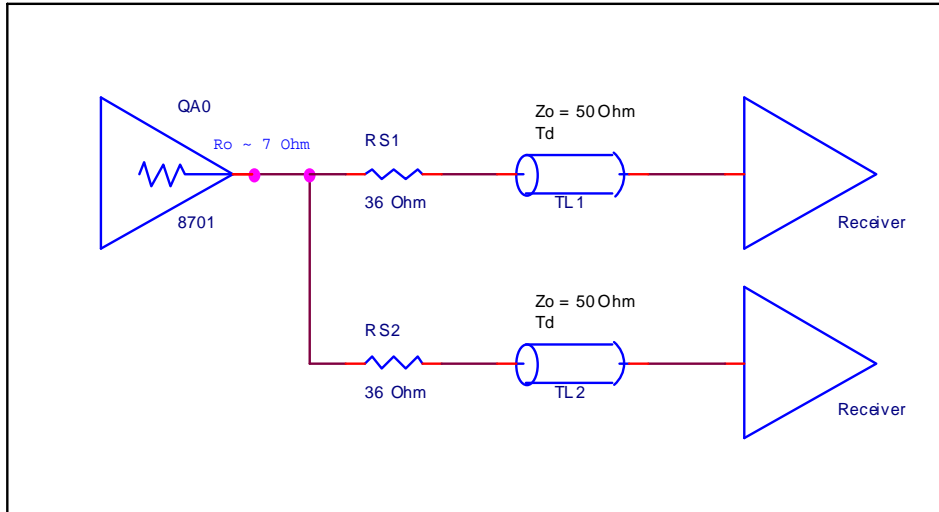 QA0
Ro ~ 7 Ohm
8701
RS1
36 Ohm
Zo = 50 Ohm
Td
TL1
Receiver
RS2
36 Ohm
Zo = 50 Ohm
Td
TL2
Receiver